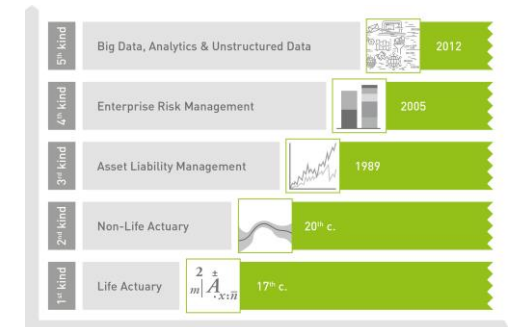 5th kind
Big Data, Analytics & Unstructured Data
2012
4th kind
Enterprise Risk Management
2005
3rd kind
Asset Liability Management
1989
2nd kind
Non-Life Actuary
20th c.
1st kind
Life Actuary
2 ±
m| A x:n̅
17th c.